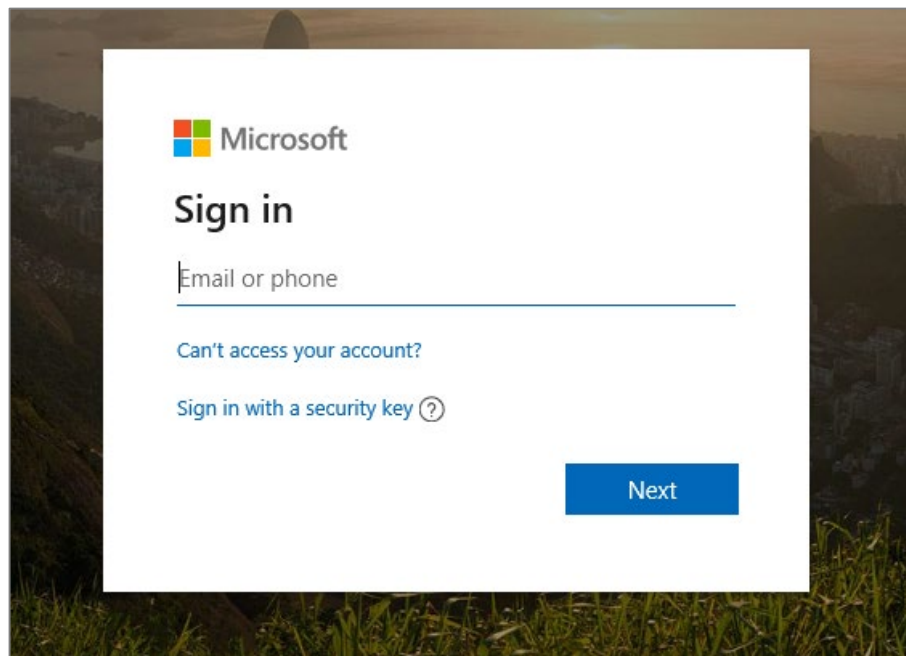 Microsoft
Sign in
Email or phone
Can't access your account?
Sign in with a security key ?
Next